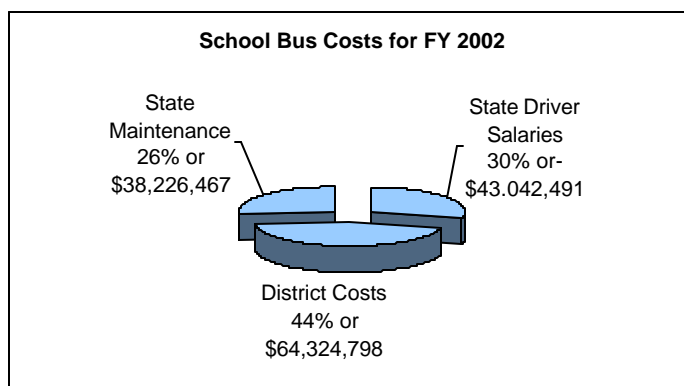 School Bus Costs for FY 2002
State
Maintenance
26% or
$38,226,467
State Driver
Salaries
30% or-
$43.042,491
District Costs
44% or
$64,324,798